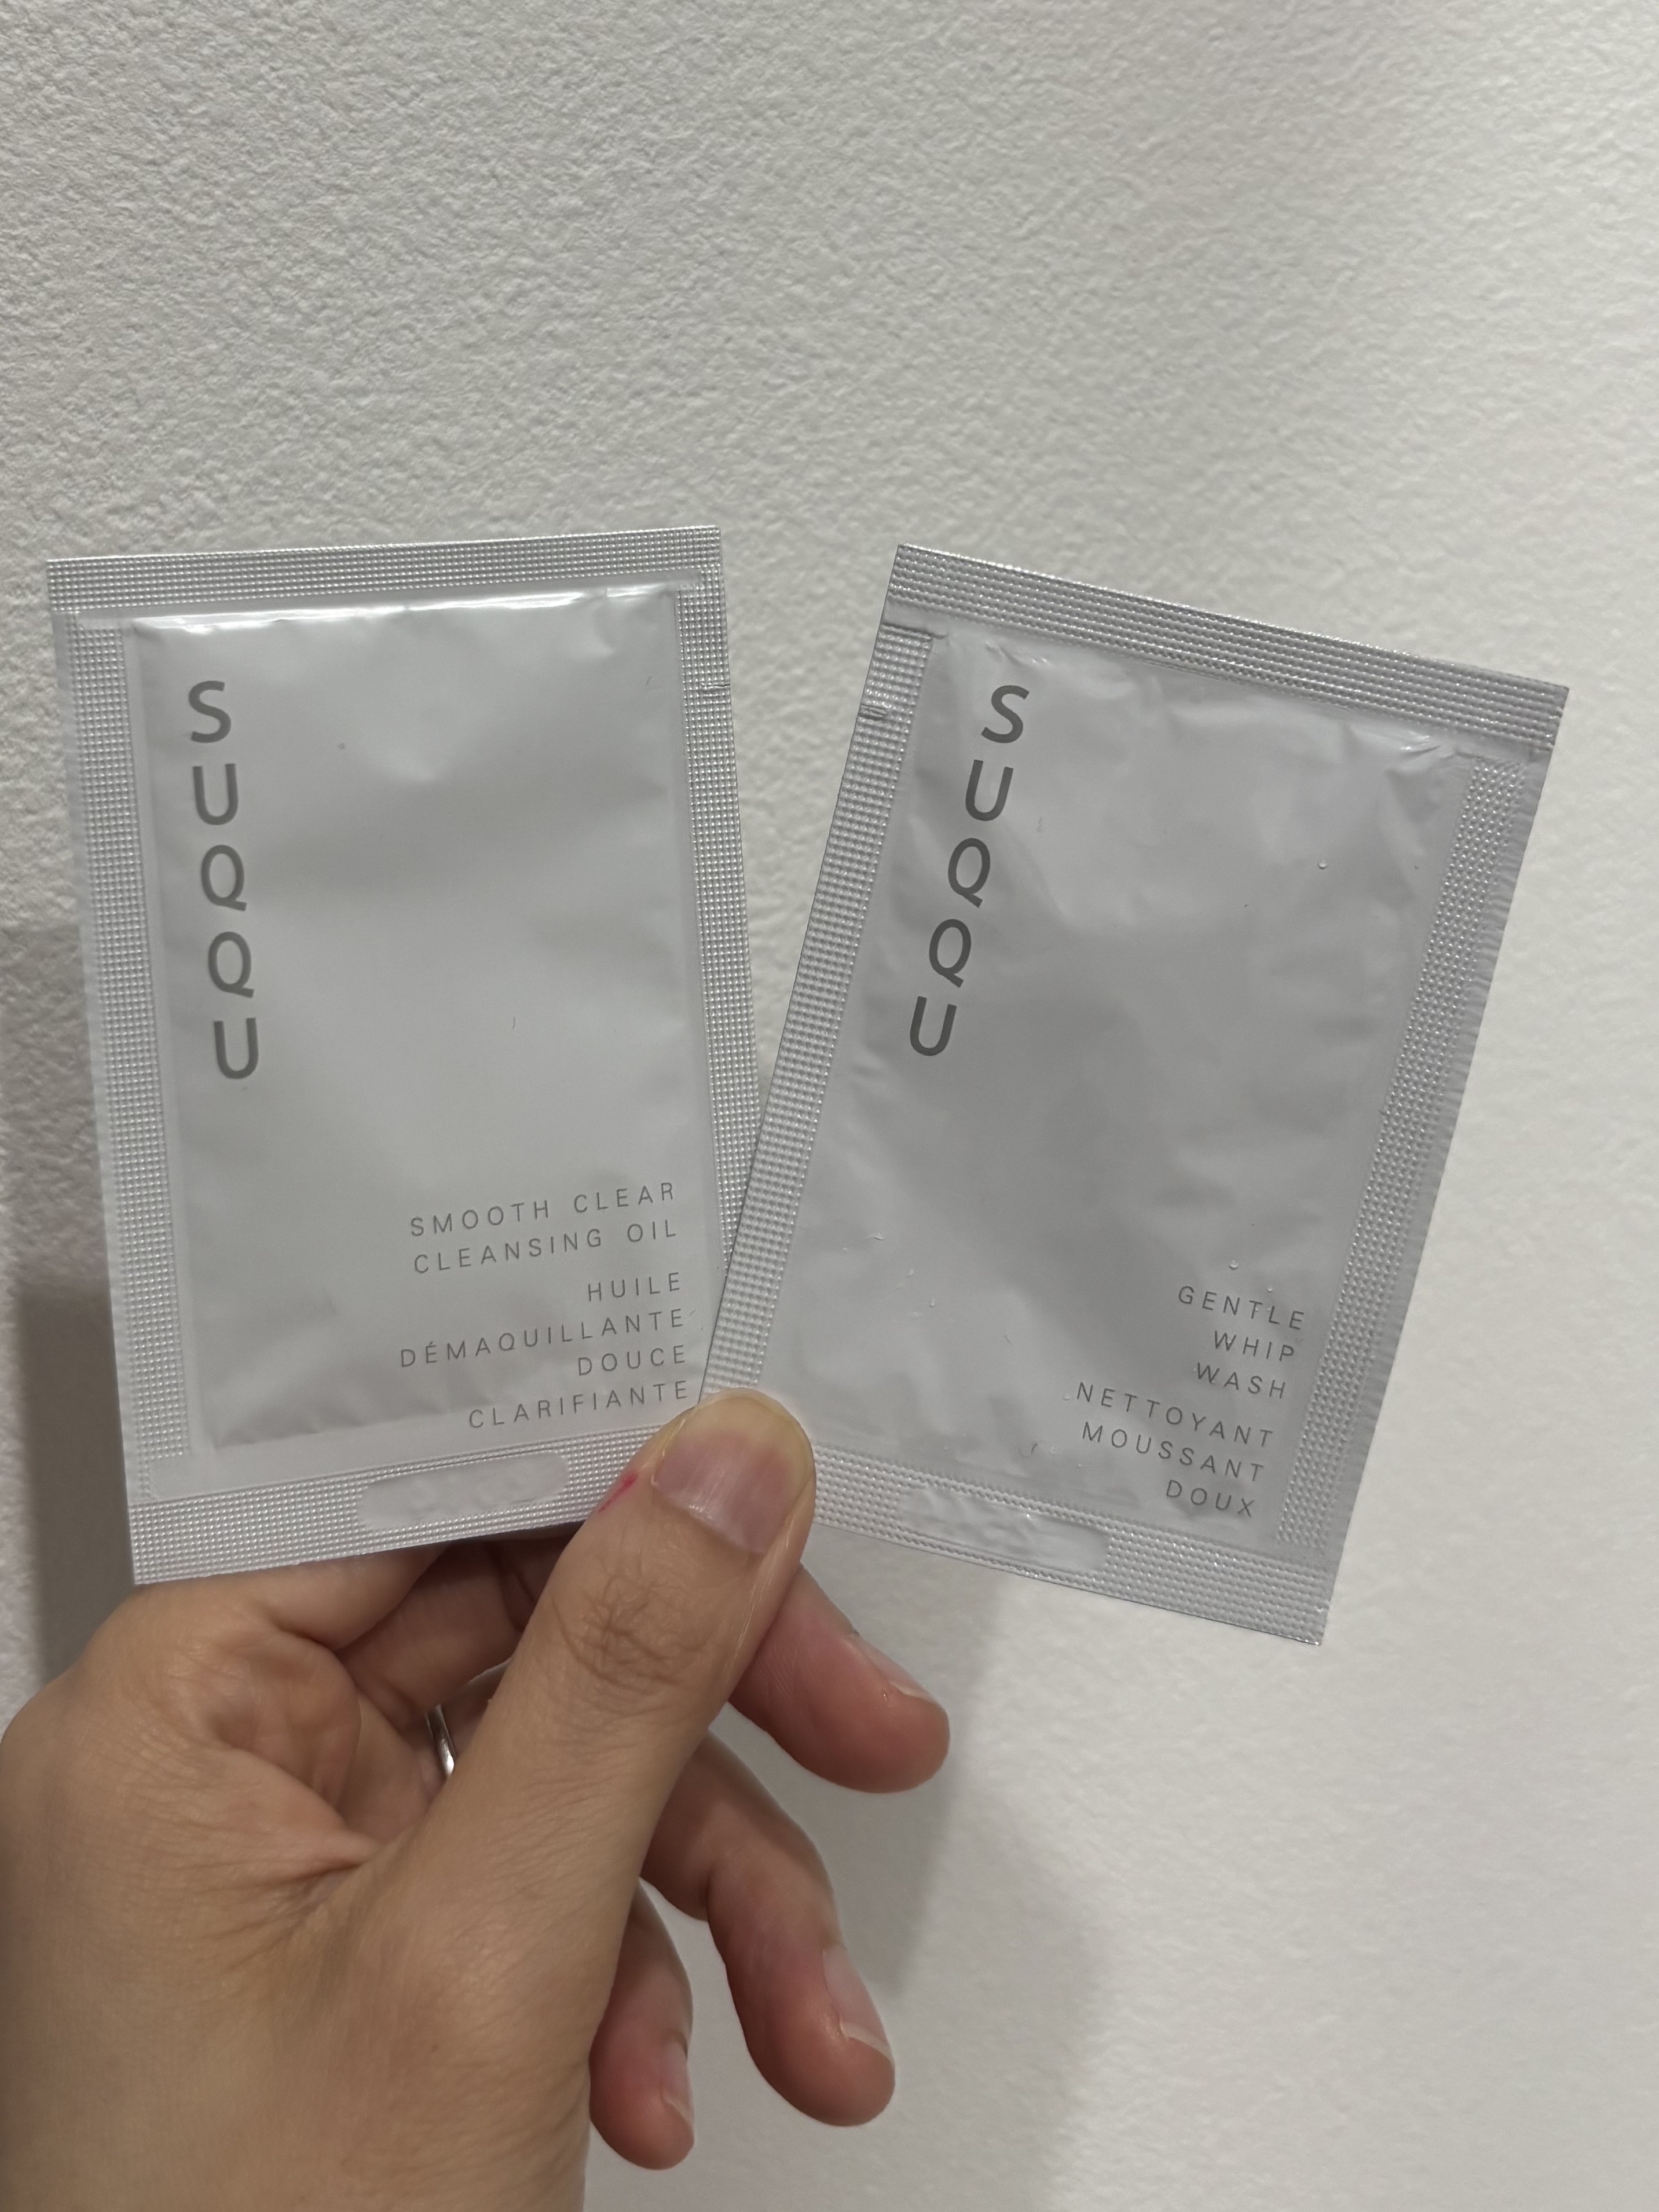 SUQQU
SMOOTH CLEAR
CLEANSING OIL
HUILE
DÉMAQUILLANTE
DOUCE
CLARIFIANTE
SUQQU
GENTLE
WHIP
WASH
NETTOYANT
MOUSSANT
DOUX